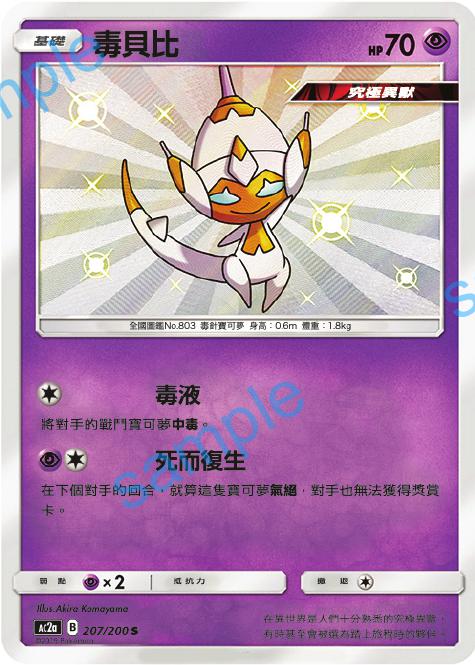 基礎 毒貝比 HP70
究極異獸
全國圖鑑No.803 毒針寶可夢 身高：0.6m 體重：1.8kg
毒液
將對手的戰鬥寶可夢中毒。
死而復生
在下個對手的回合，就算這隻寶可夢氣絕，對手也無法獲得獎賞
卡。
弱點 ×2 抵抗力 撤退
Illus.Akira Komayama
AC2a B 207/200 S
©2019 Pokémon
在異世界是人們十分熟悉的究極異獸，
有時甚至會被選為踏上旅程時的夥伴。
sample
sample
s